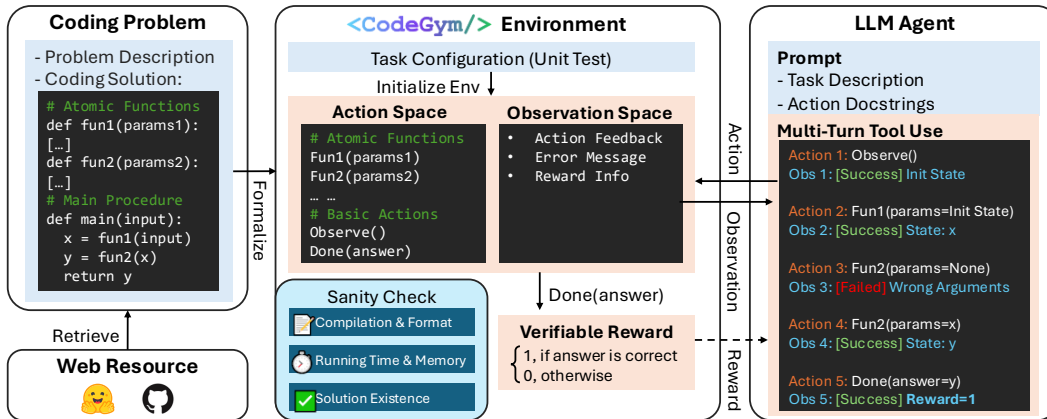 Coding Problem
- Problem Description
- Coding Solution:
# Atomic Functions
def fun1(params1):
[…]
def fun2(params2):
[…]
# Main Procedure
def main(input):
x = fun1(input)
y = fun2(x)
return y
Retrieve
Web Resource
Formalize
<CodeGym/> Environment
Task Configuration (Unit Test)
Initialize Env
Action Space
# Atomic Functions
Fun1(params1)
Fun2(params2)
… …
# Basic Actions
Observe()
Done(answer)
Observation Space
• Action Feedback
• Error Message
• Reward Info
Sanity Check
Compilation & Format
Running Time & Memory
Solution Existence
Done(answer)
Verifiable Reward
{ 1, if answer is correct
0, otherwise
Action
Observation
Reward
LLM Agent
Prompt
- Task Description
- Action Docstrings
Multi-Turn Tool Use
Action 1: Observe()
Obs 1: [Success] Init State
Action 2: Fun1(params=Init State)
Obs 2: [Success] State: x
Action 3: Fun2(params=None)
Obs 3: [Failed] Wrong Arguments
Action 4: Fun2(params=x)
Obs 4: [Success] State: y
Action 5: Done(answer=y)
Obs 5: [Success] Reward=1